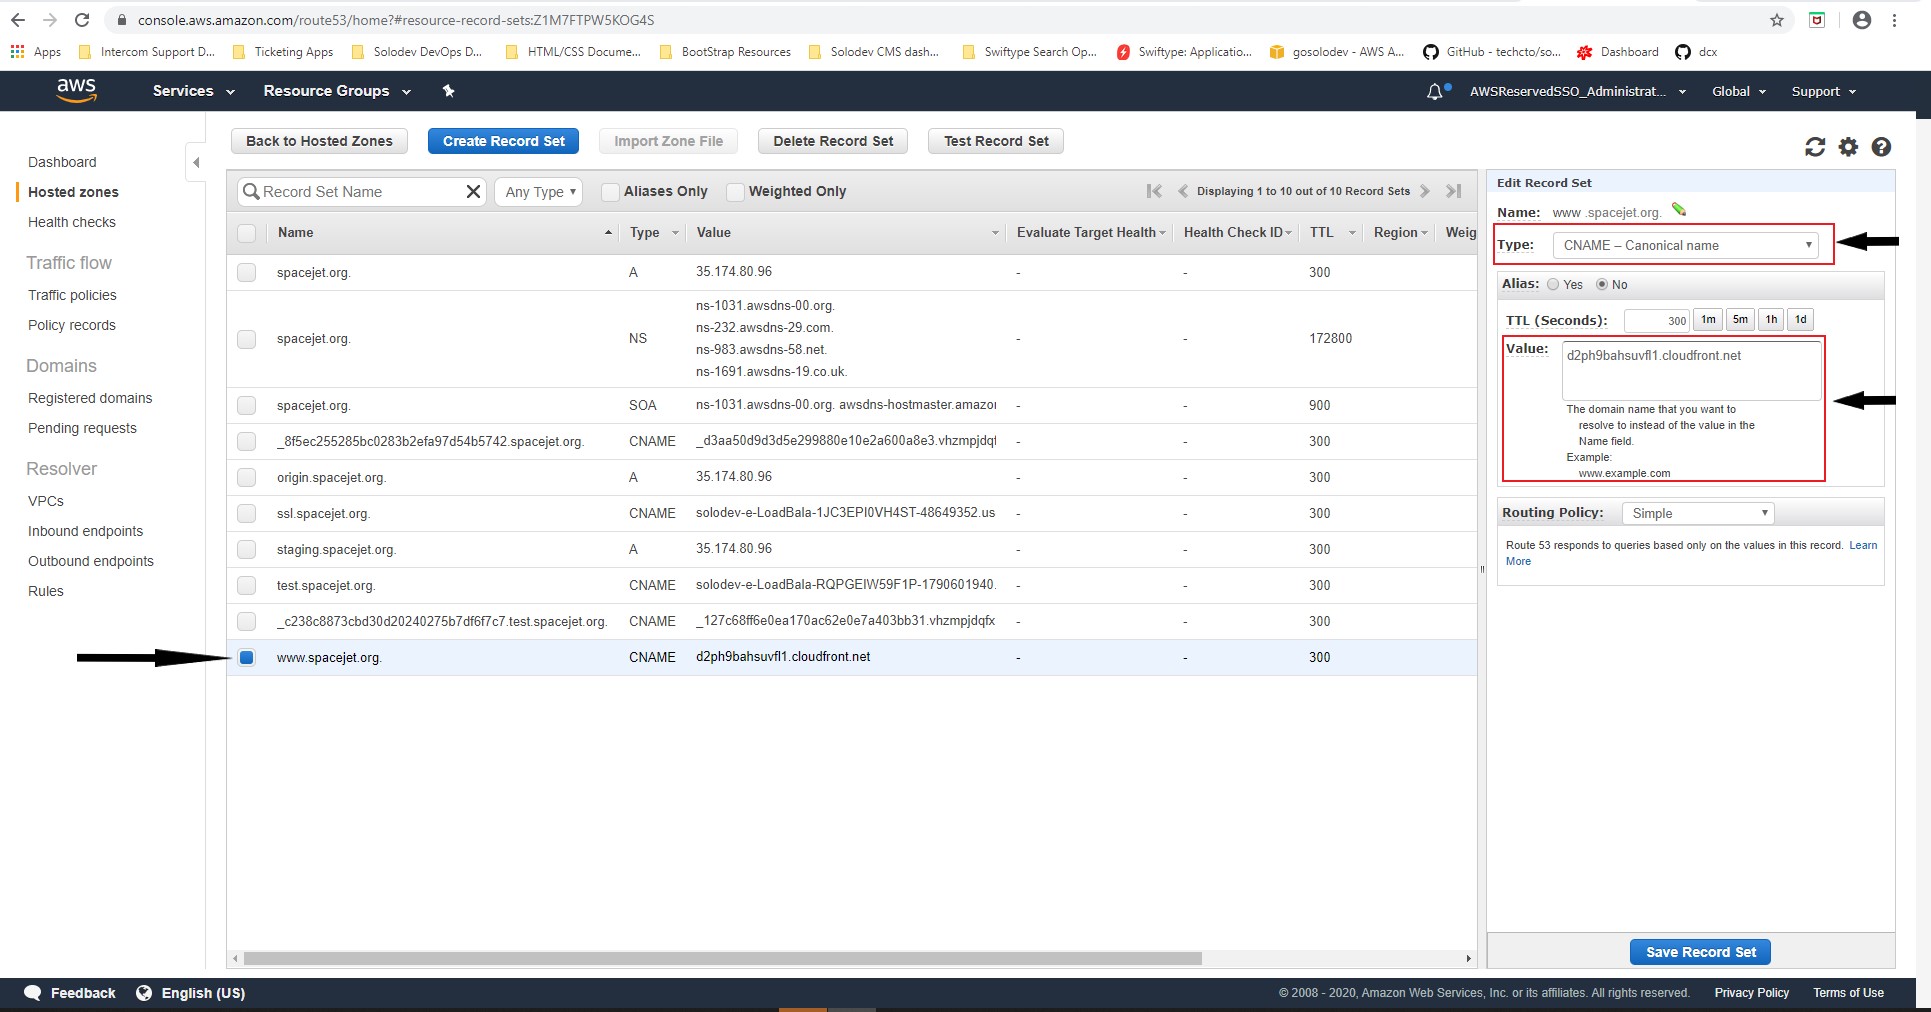 console.aws.amazon.com/route53/home?#resource-record-sets:Z1M7FTPW5KOG4S
Apps Intercom Support D... Ticketing Apps Solodev DevOps D... HTML/CSS Docume... BootStrap Resources Solodev CMS dash... Swiftype Search Op... Swiftype: Applicatio... gosolodev - AWS A... GitHub - techcto/so... Dashboard dcx
aws Services Resource Groups AWSReservedSSO_Administrat... Global Support
Dashboard
Hosted zones
Health checks
Traffic flow
Traffic policies
Policy records
Domains
Registered domains
Pending requests
Resolver
VPCs
Inbound endpoints
Outbound endpoints
Rules
Back to Hosted Zones Create Record Set Import Zone File Delete Record Set Test Record Set
Record Set Name Any Type Aliases Only Weighted Only Displaying 1 to 10 out of 10 Record Sets
Name Type Value Evaluate Target Health Health Check ID TTL Region Weig
spacejet.org. A 35.174.80.96 - - 300
ns-1031.awsdns-00.org.
ns-232.awsdns-29.com.
spacejet.org. NS - - 172800
ns-983.awsdns-58.net.
ns-1691.awsdns-19.co.uk.
spacejet.org. SOA ns-1031.awsdns-00.org. awsdns-hostmaster.amazon - - 900
_8f5ec255285bc0283b2efa97d54b5742.spacejet.org. CNAME _d3aa50d9d3d5e299880e10e2a600a8e3.vhzmpjdqf - - 300
origin.spacejet.org. A 35.174.80.96 - - 300
ssl.spacejet.org. CNAME solodev-e-LoadBala-1JC3EPI0VH4ST-48649352.us - - 300
staging.spacejet.org. A 35.174.80.96 - - 300
test.spacejet.org. CNAME solodev-e-LoadBala-RQPGEIW59F1P-1790601940. - - 300
_c238c8873cbd30d20240275b7df6f7c7.test.spacejet.org. CNAME _127c68ff6e0ea170ac62e0e7a403bb31.vhzmpjdqfx - - 300
www.spacejet.org. CNAME d2ph9bahsuvfl1.cloudfront.net - - 300
Edit Record Set
Name: www .spacejet.org.
Type: CNAME – Canonical name
Alias: Yes No
TTL (Seconds): 300 1m 5m 1h 1d
Value: d2ph9bahsuvfl1.cloudfront.net
The domain name that you want to
resolve to instead of the value in the
Name field.
Example:
www.example.com
Routing Policy: Simple
Route 53 responds to queries based only on the values in this record. Learn
More
Save Record Set
Feedback English (US) © 2008 - 2020, Amazon Web Services, Inc. or its affiliates. All rights reserved. Privacy Policy Terms of Use